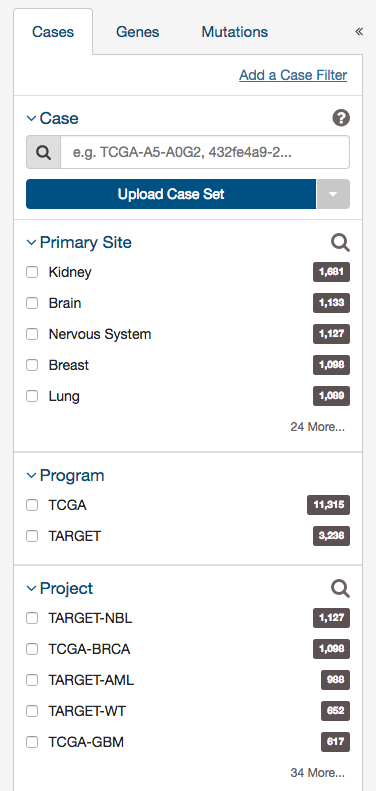 Cases Genes Mutations «
Add a Case Filter
Case ?
e.g. TCGA-A5-A0G2, 432fe4a9-2...
Upload Case Set
Primary Site
Kidney 1,681
Brain 1,133
Nervous System 1,127
Breast 1,098
Lung 1,089
24 More...
Program
TCGA 11,315
TARGET 3,236
Project
TARGET-NBL 1,127
TCGA-BRCA 1,098
TARGET-AML 988
TARGET-WT 652
TCGA-GBM 617
34 More...